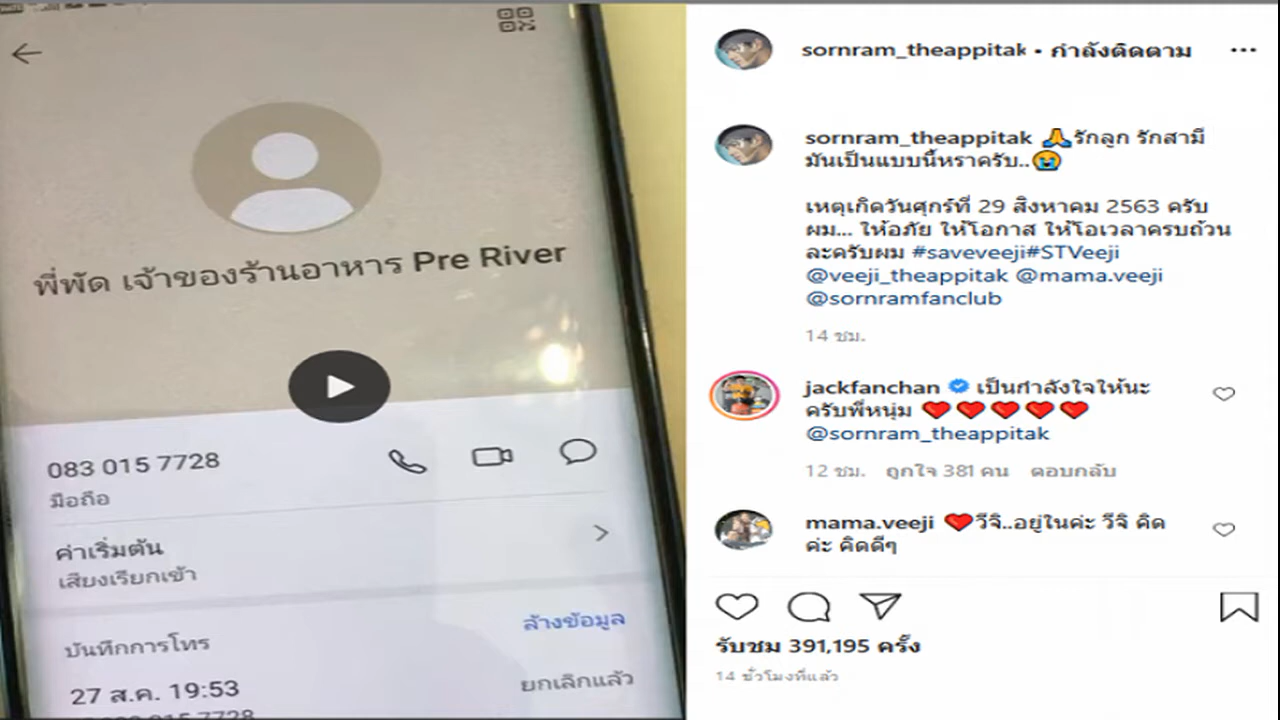 พี่พัด เจ้าของร้านอาหาร Pre River
083 015 7728
มือถือ
ค่าเริ่มต้น
เสียงเรียกเข้า
ล้างข้อมูล
บันทึกการโทร
27 ส.ค. 19:53
ยกเลิกแล้ว
015 7728
sornram_theappitak • กำลังติดตาม
sornram_theappitak 🙏รักลูก รักสามี
มันเป็นแบบนี้หราครับ..😭
เหตุเกิดวันศุกร์ที่ 29 สิงหาคม 2563 ครับ
ผม... ให้อภัย ให้โอกาส ให้โอเวลาครบถ้วน
ละครับผม #saveveeji#STVeeji
@veeji_theappitak @mama.veeji
@sornramfanclub
14 ชม.
jackfanchan เป็นกำลังใจให้นะ
ครับพี่หนุ่ม ❤️❤️❤️❤️❤️
@sornram_theappitak
12 ชม. ถูกใจ 381 คน ตอบกลับ
mama.veeji ❤️วีจิ..อยู่ในค่ะ วีจิ คิด
ค่ะ คิดดีๆ
รับชม 391,195 ครั้ง
14 ชั่วโมงที่แล้ว